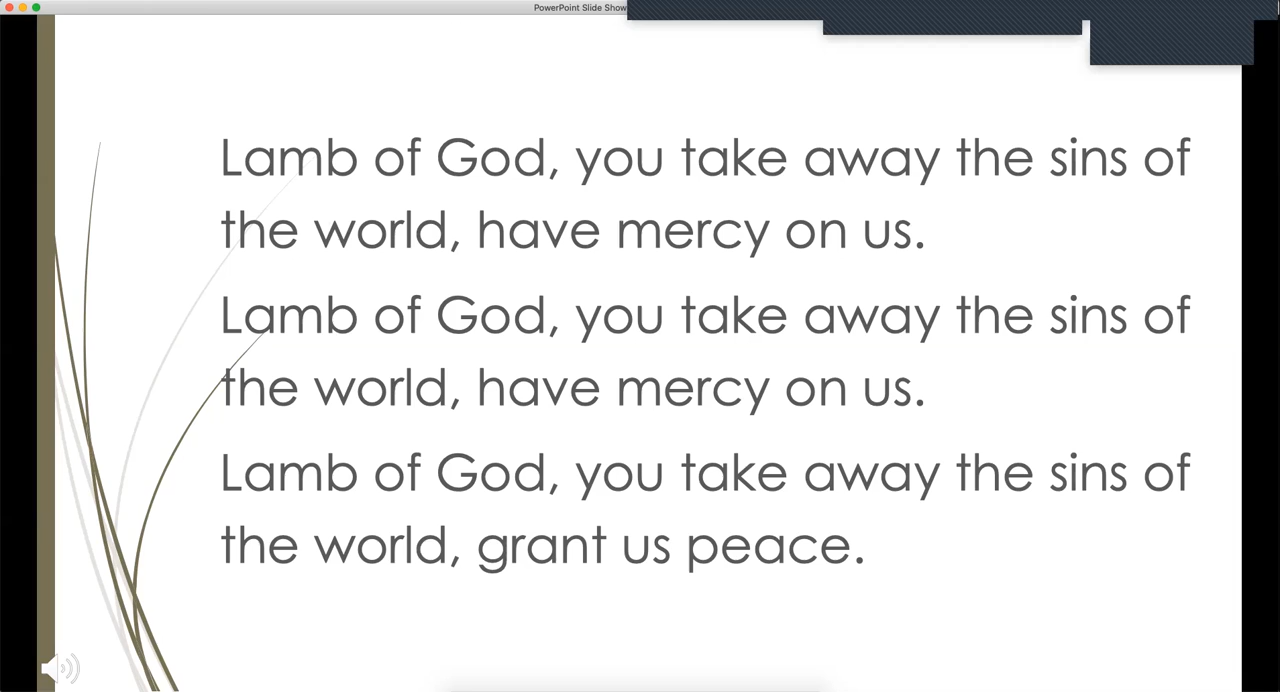 PowerPoint Slide Show
Lamb of God, you take away the sins of
the world, have mercy on us.
Lamb of God, you take away the sins of
the world, have mercy on us.
Lamb of God, you take away the sins of
the world, grant us peace.